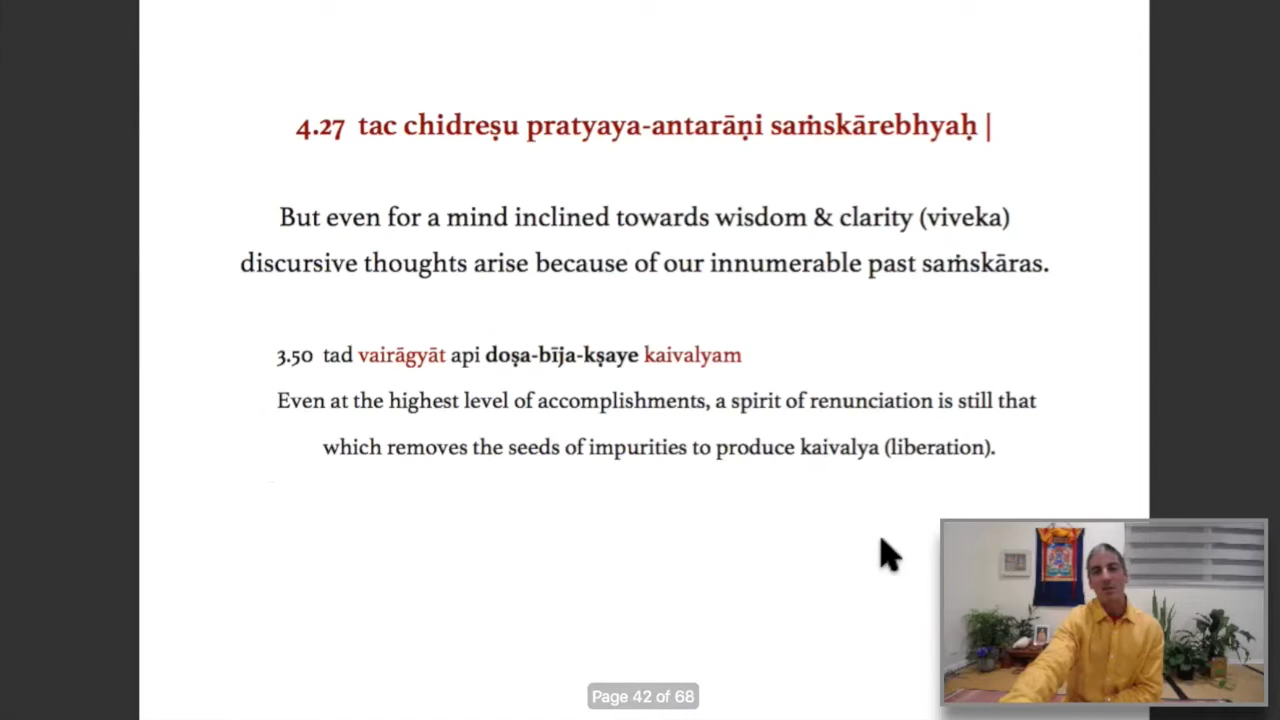 4.27 tac chidreṣu pratyaya-antarāṇi saṁskārebhyaḥ |
But even for a mind inclined towards wisdom & clarity (viveka)
discursive thoughts arise because of our innumerable past saṁskāras.
3.50 tad vairāgyāt api doṣa-bīja-kṣaye kaivalyam
Even at the highest level of accomplishments, a spirit of renunciation is still that
which removes the seeds of impurities to produce kaivalya (liberation).
Page 42 of 68